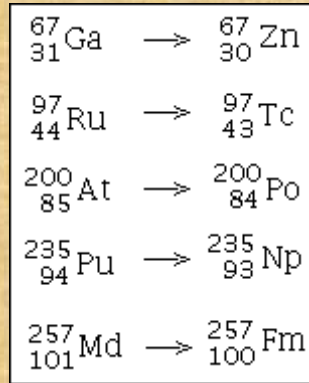 ⁶⁷₃₁Ga → ⁶⁷₃₀Zn
⁹⁷₄₄Ru → ⁹⁷₄₃Tc
²⁰⁰₈₅At → ²⁰⁰₈₄Po
²³⁵₉₄Pu → ²³⁵₉₃Np
²⁵⁷₁₀₁Md → ²⁵⁷₁₀₀Fm